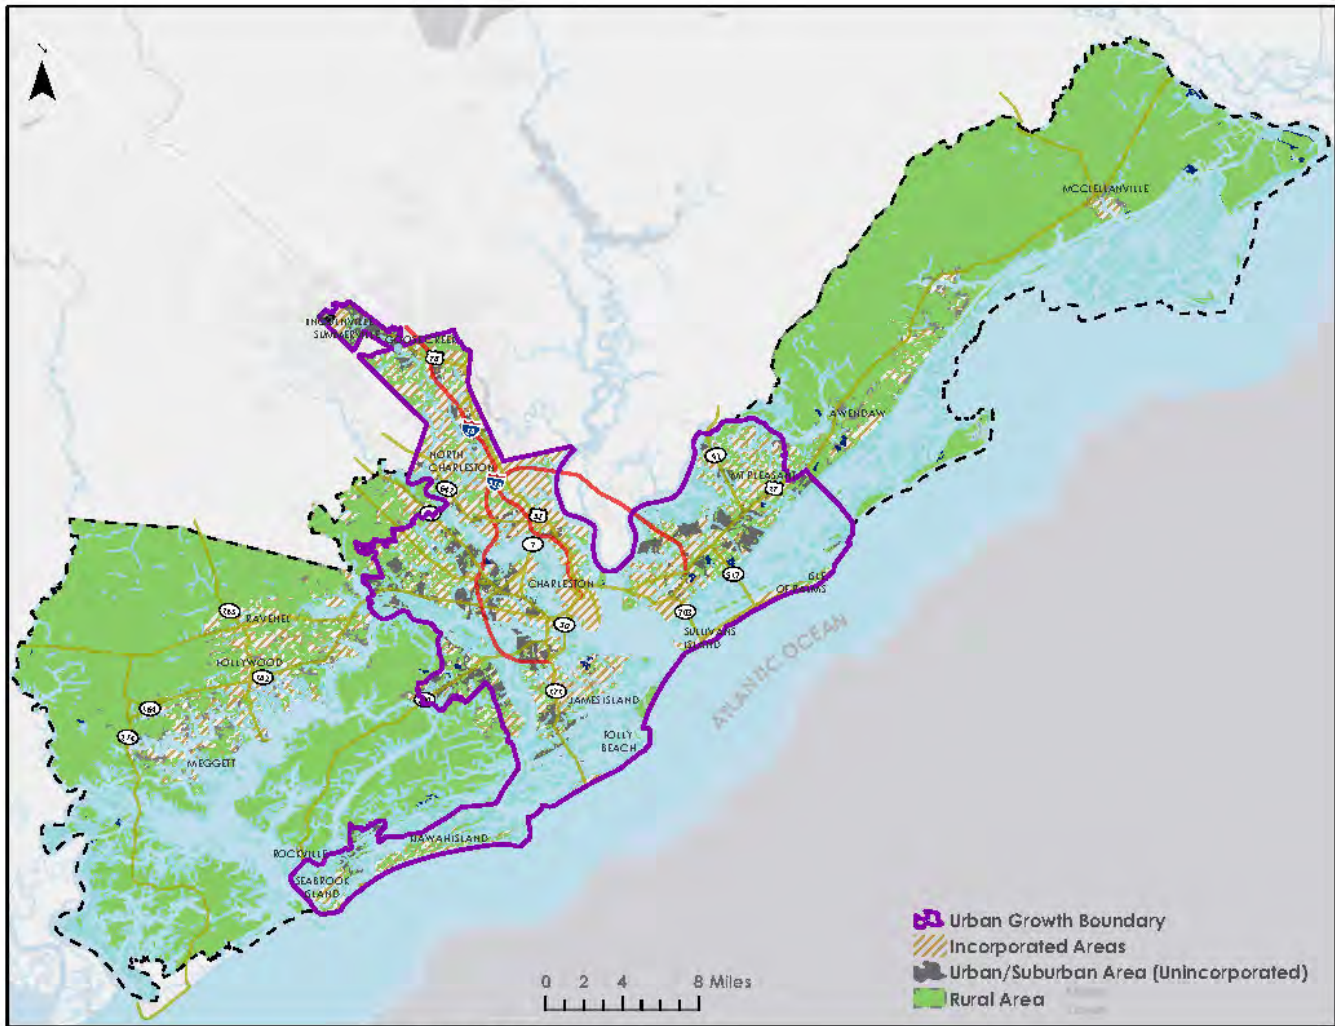 MCCLELLANVILLE
SUMMERVILLE
78
AWENDAW
NORTH
CHARLESTON
41
MT PLEASANT
17
642
52
7
517
CHARLESTON
ISLE
OF PALMS
165
RAVENEL
30
703
SULLIVANS
ISLAND
HOLLYWOOD
162
171
JAMES ISLAND
ATLANTIC OCEAN
164
174
FOLLY
BEACH
MEGGETT
KIAWAH ISLAND
ROCKVILLE
SEABROOK
ISLAND
Urban Growth Boundary
Incorporated Areas
Urban/Suburban Area (Unincorporated)
Rural Area
0 2 4 8 Miles